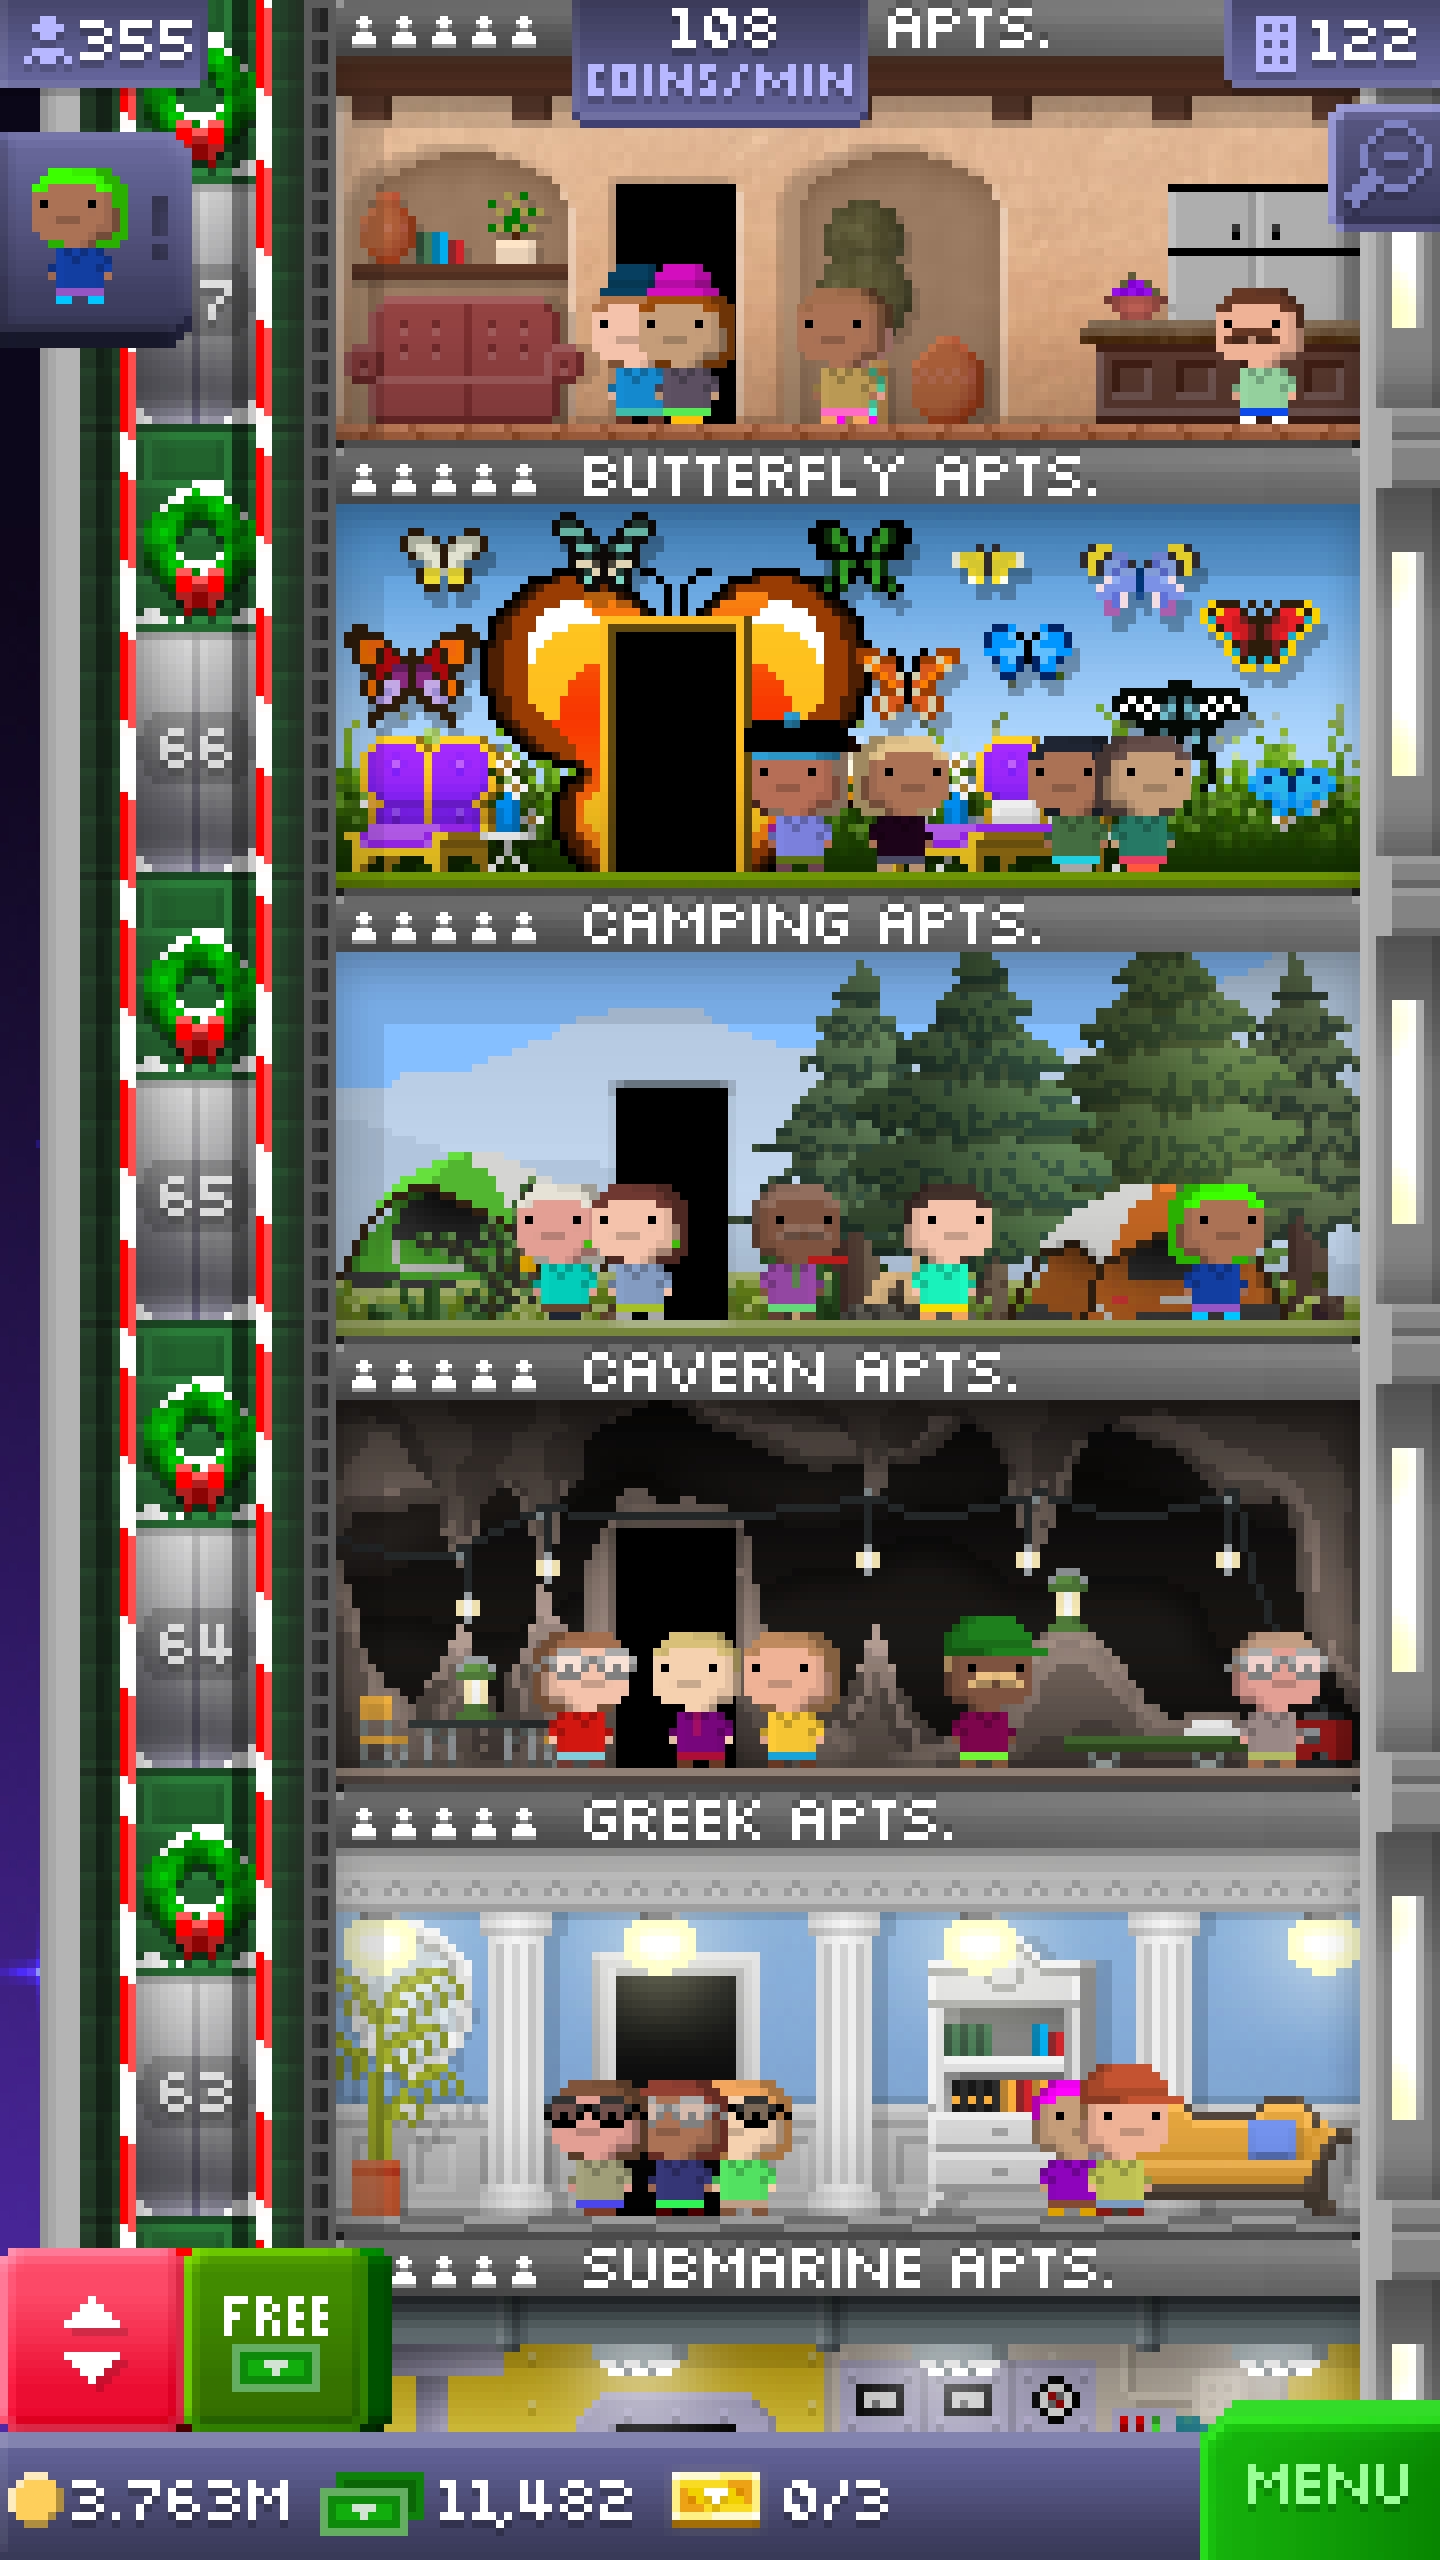 355
108
COINS/MIN
APTS.
122
7
BUTTERFLY APTS.
66
CAMPING APTS.
65
CAVERN APTS.
64
GREEK APTS.
63
SUBMARINE APTS.
FREE
3.763M
11,482
0/3
MENU